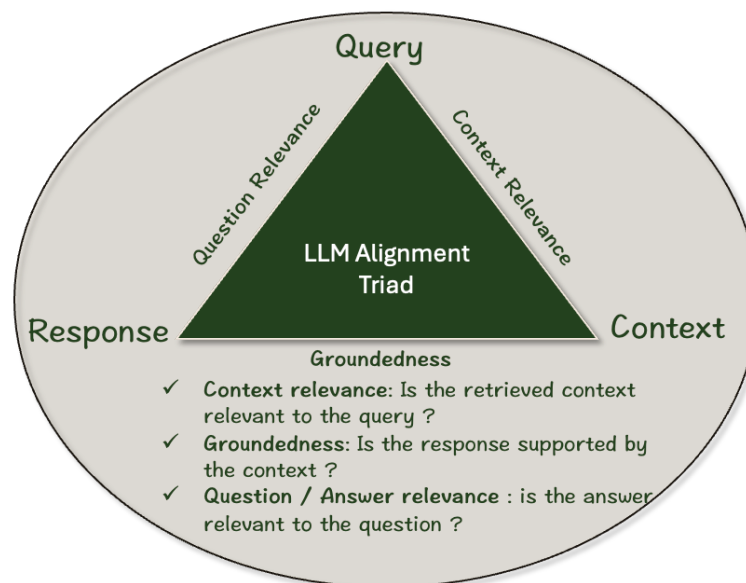 Query
Question Relevance
Context Relevance
LLM Alignment
Triad
Response
Context
Groundedness
✓ Context relevance: Is the retrieved context
relevant to the query ?
✓ Groundedness: Is the response supported by
the context ?
✓ Question / Answer relevance : is the answer
relevant to the question ?